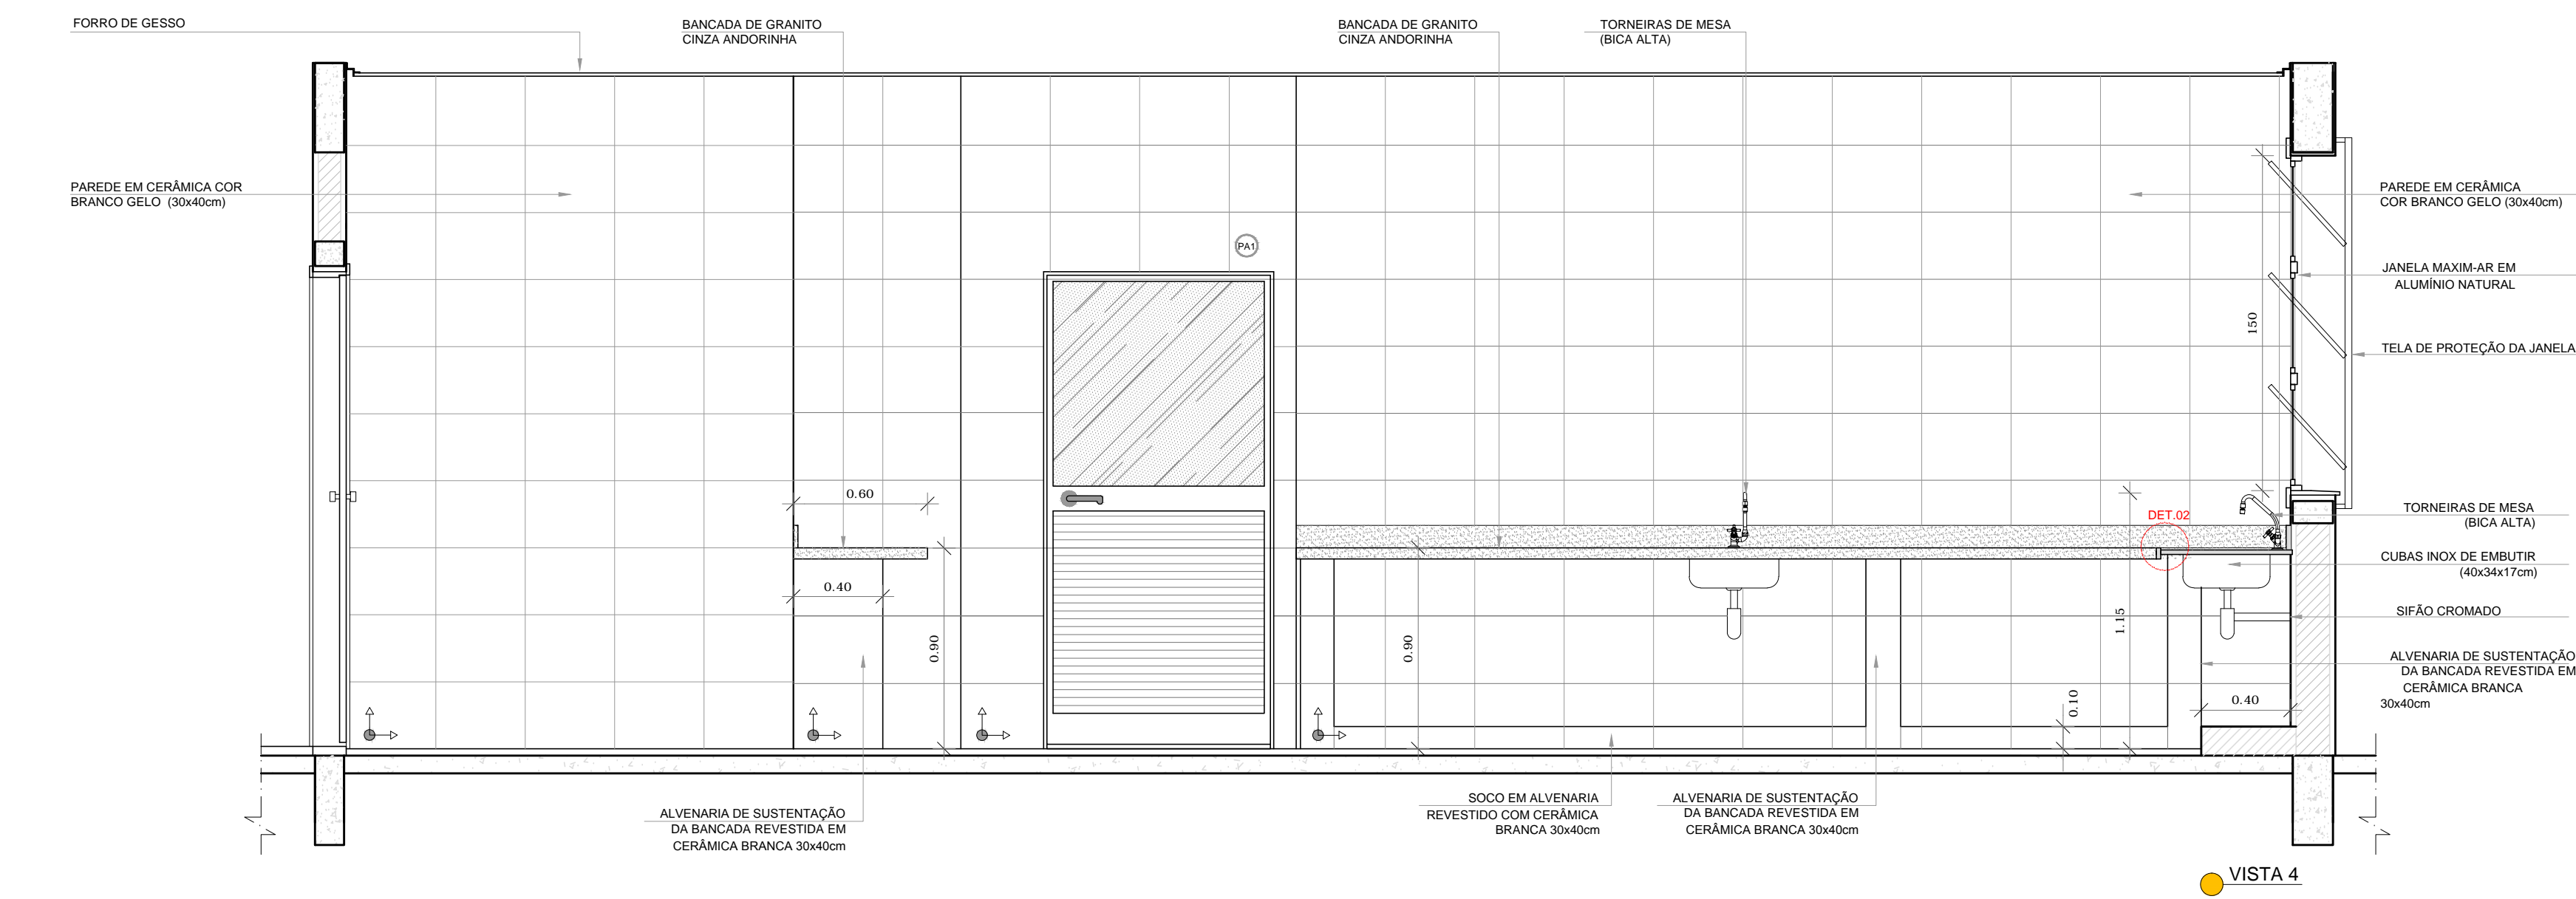 FORRO DE GESSO
BANCADA DE GRANITO
CINZA ANDORINHA
BANCADA DE GRANITO
CINZA ANDORINHA
TORNEIRAS DE MESA
(BICA ALTA)
PAREDE EM CERÂMICA COR
BRANCO GELO (30x40cm)
PAREDE EM CERÂMICA
COR BRANCO GELO (30x40cm)
PA1
JANELA MAXIM-AR EM
ALUMÍNIO NATURAL
150
TELA DE PROTEÇÃO DA JANELA
0.60
DET.02
TORNEIRAS DE MESA
(BICA ALTA)
CUBAS INOX DE EMBUTIR
(40x34x17cm)
0.40
SIFÃO CROMADO
0.90
0.90
1.15
ALVENARIA DE SUSTENTAÇÃO
DA BANCADA REVESTIDA EM
CERÂMICA BRANCA
30x40cm
0.10
0.40
ALVENARIA DE SUSTENTAÇÃO
DA BANCADA REVESTIDA EM
CERÂMICA BRANCA 30x40cm
SOCO EM ALVENARIA
REVESTIDO COM CERÂMICA
BRANCA 30x40cm
ALVENARIA DE SUSTENTAÇÃO
DA BANCADA REVESTIDA EM
CERÂMICA BRANCA 30x40cm
VISTA 4